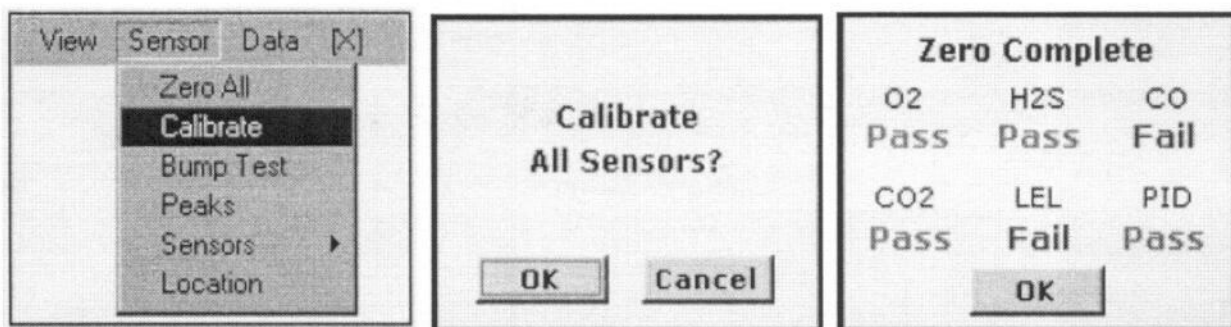 View Sensor Data [X]
Zero All
Calibrate
Bump Test
Peaks
Sensors
Location
Calibrate
All Sensors?
OK Cancel
Zero Complete
O2 H2S CO
Pass Pass Fail
CO2 LEL PID
Pass Fail Pass
OK